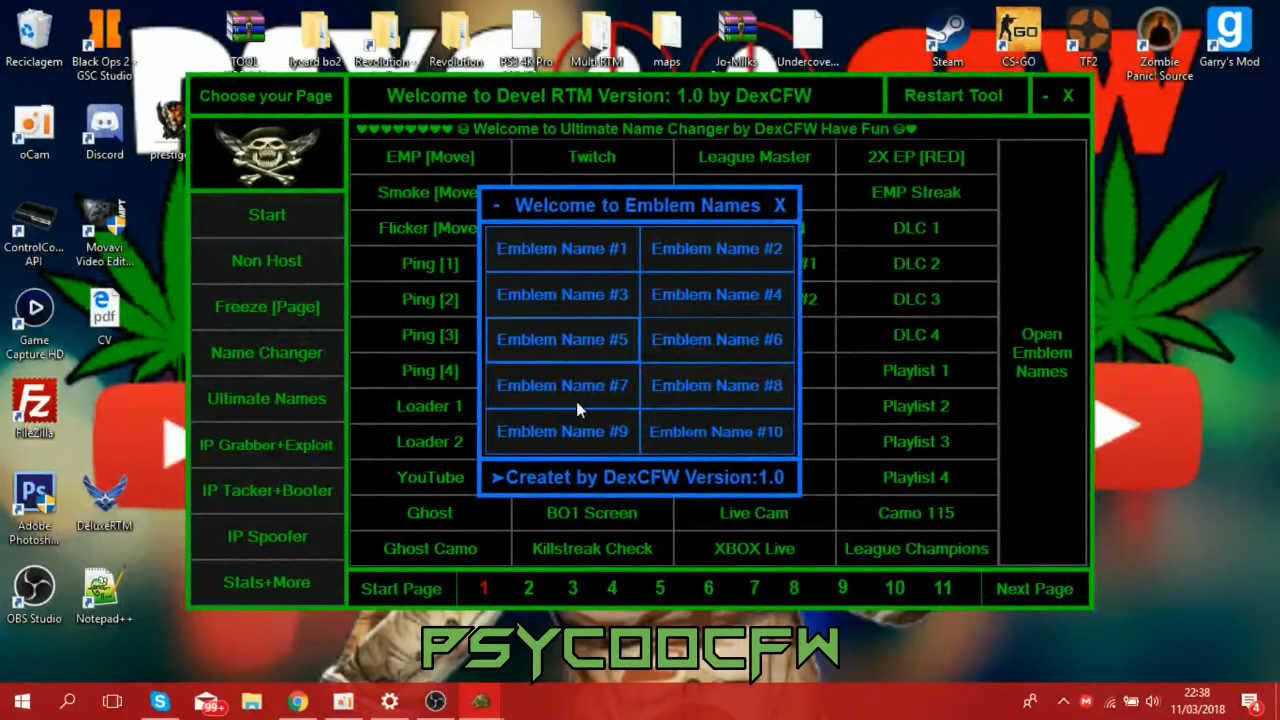 Reciclagem
Black Ops 2 -
GSC Studio
TOOL
lycard bo2
Revolution...
Revolution
PS3 4K Pro
Multi RTM
maps
Jo-Milks
Undercove...
Steam
CS-GO
TF2
Zombie
Panic! Source
Garry's Mod
oCam
Discord
prestig
ControlCo...
API
Movavi
Video Edit...
Game
Capture HD
CV
FileZilla
Adobe
Photosh...
DeluxeRTM
OBS Studio
Notepad++
Choose your Page
Welcome to Devel RTM Version: 1.0 by DexCFW
Restart Tool
- X
♥♥♥♥♥♥♥♥ ☺ Welcome to Ultimate Name Changer by DexCFW Have Fun ☺♥
Start
Non Host
Freeze [Page]
Name Changer
Ultimate Names
IP Grabber+Exploit
IP Tacker+Booter
IP Spoofer
Stats+More
EMP [Move]
Twitch
League Master
2X EP [RED]
Smoke [Move
EMP Streak
Flicker [Move
DLC 1
Ping [1]
#1
DLC 2
Ping [2]
#2
DLC 3
Ping [3]
DLC 4
Ping [4]
Playlist 1
Loader 1
Playlist 2
Loader 2
Playlist 3
YouTube
Playlist 4
Ghost
BO1 Screen
Live Cam
Camo 115
Ghost Camo
Killstreak Check
XBOX Live
League Champions
Open
Emblem
Names
- Welcome to Emblem Names X
Emblem Name #1
Emblem Name #2
Emblem Name #3
Emblem Name #4
Emblem Name #5
Emblem Name #6
Emblem Name #7
Emblem Name #8
Emblem Name #9
Emblem Name #10
➤Createt by DexCFW Version:1.0
Start Page
1 2 3 4 5 6 7 8 9 10 11
Next Page
PSYCOOCFW
99+
22:38
11/03/2018
4